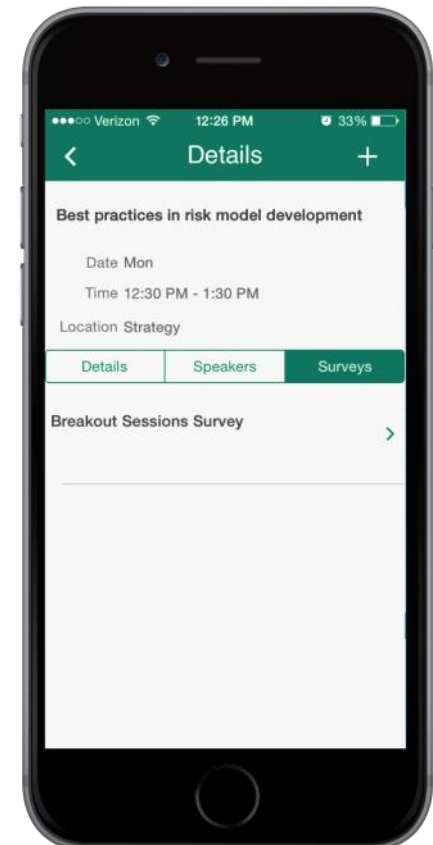 Verizon 12:26 PM 33%
Details
Best practices in risk model development
Date Mon
Time 12:30 PM - 1:30 PM
Location Strategy
Details Speakers Surveys
Breakout Sessions Survey